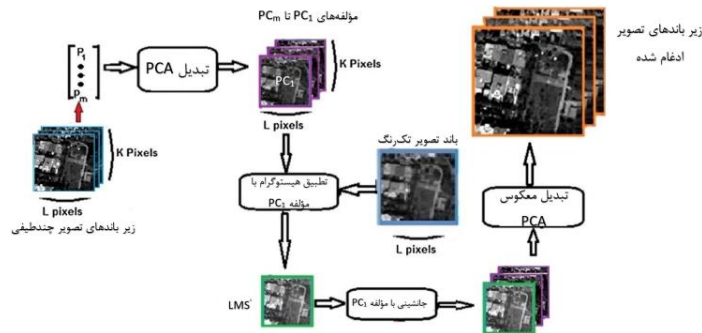 مؤلفه‌های PC1 تا PCm
زیر باندهای تصویر
ادغام شده
P1
Pm
تبدیل PCA
PC1
K Pixels
L pixels
K Pixels
L pixels
زیر باندهای تصویر چندطیفی
باند تصویر تک‌رنگ
تطبیق هیستوگرام با
مؤلفه PC1
L pixels
تبدیل معکوس
PCA
LMS'
جانشینی با مؤلفه PC1